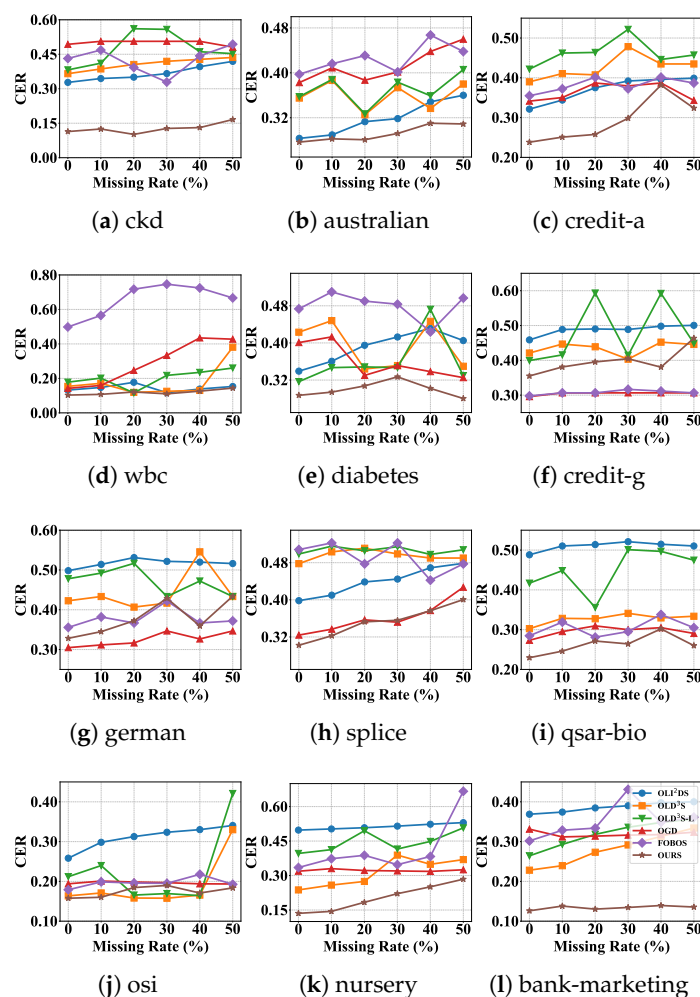 0.60
0.45
0.30
0.15
0.00
CER
0 10 20 30 40 50
Missing Rate (%)
(a) ckd
0.48
0.40
0.32
CER
0 10 20 30 40 50
Missing Rate (%)
(b) australian
0.50
0.40
0.30
0.20
CER
0 10 20 30 40 50
Missing Rate (%)
(c) credit-a
0.80
0.60
0.40
0.20
0.00
CER
0 10 20 30 40 50
Missing Rate (%)
(d) wbc
0.48
0.40
0.32
CER
0 10 20 30 40 50
Missing Rate (%)
(e) diabetes
0.60
0.50
0.40
0.30
CER
0 10 20 30 40 50
Missing Rate (%)
(f) credit-g
0.60
0.50
0.40
0.30
CER
0 10 20 30 40 50
Missing Rate (%)
(g) german
0.48
0.40
0.32
CER
0 10 20 30 40 50
Missing Rate (%)
(h) splice
0.50
0.40
0.30
0.20
CER
0 10 20 30 40 50
Missing Rate (%)
(i) qsar-bio
0.40
0.30
0.20
0.10
CER
0 10 20 30 40 50
Missing Rate (%)
(j) osi
0.60
0.45
0.30
0.15
CER
0 10 20 30 40 50
Missing Rate (%)
(k) nursery
0.40
0.30
0.20
0.10
CER
0 10 20 30 40 50
Missing Rate (%)
OLI²DS
OLD³S
OLD³S-L
OGD
FOBOS
OURS
(l) bank-marketing